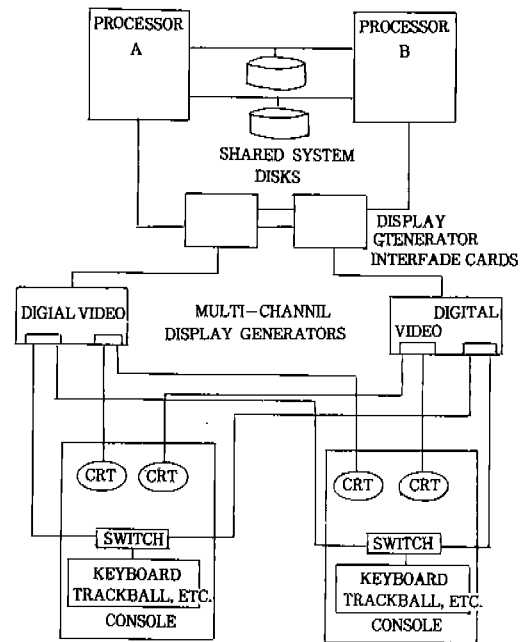 PROCESSOR
A
PROCESSOR
B
SHARED SYSTEM
DISKS
DISPLAY
GTENERATOR
INTERFADE CARDS
DIGIAL VIDEO
MULTI-CHANNIL
DISPLAY GENERATORS
DIGITAL
VIDEO
CRT
CRT
CRT
CRT
SWITCH
SWITCH
KEYBOARD
TRACKBALL, ETC.
CONSOLE
KEYBOARD
TRACKBALL, ETC.
CONSOLE